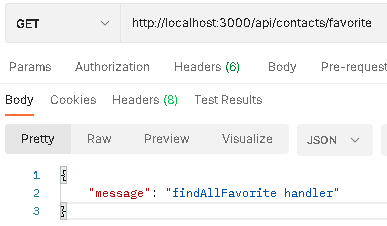 GET http://localhost:3000/api/contacts/favorite
Params Authorization Headers (6) Body Pre-request
Body Cookies Headers (8) Test Results
Pretty Raw Preview Visualize JSON
1 {
2 "message": "findAllFavorite handler"
3 }